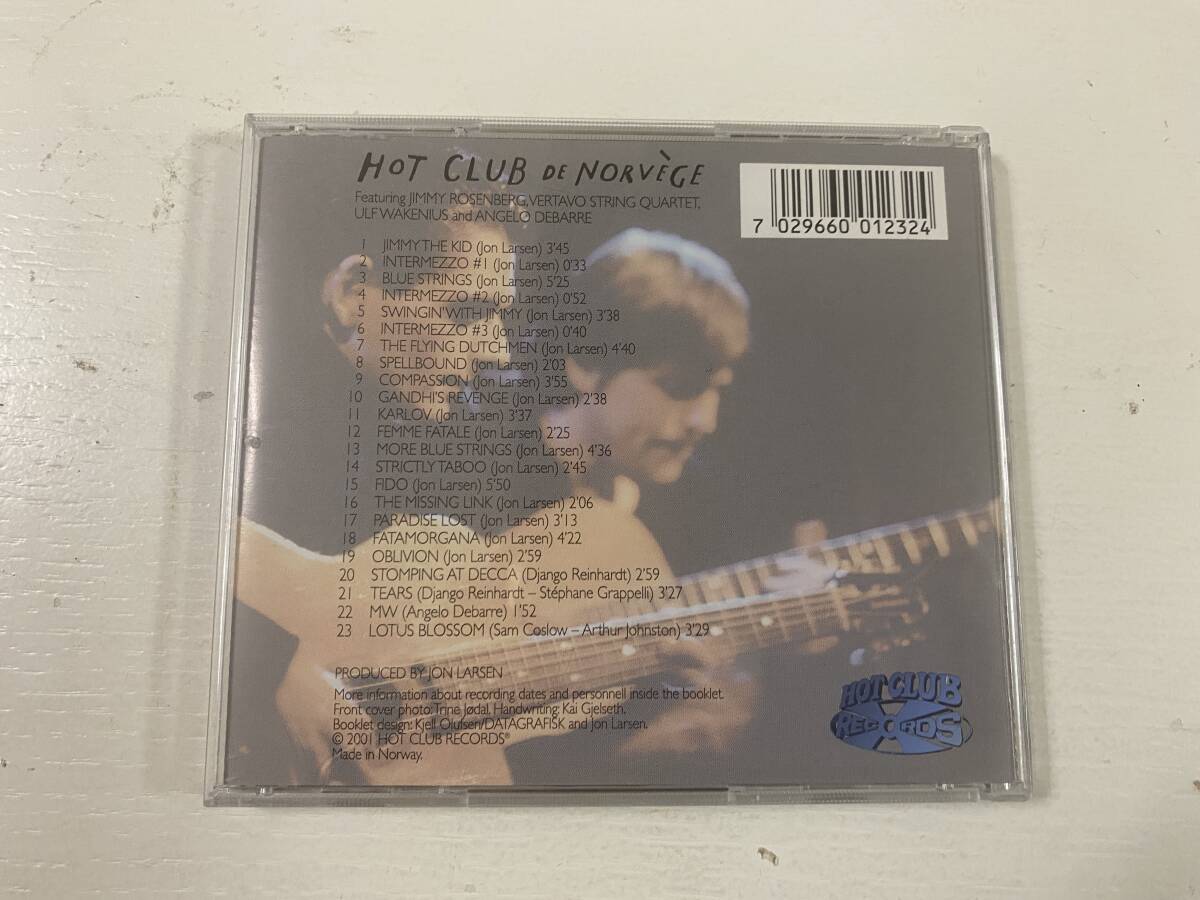 HOT CLUB DE NORVÈGE
Featuring JIMMY ROSENBERG, VERTAVO STRING QUARTET,
ULF WAKENIUS and ANGELO DEBARRE
7 029660 012324
1 JIMMY THE KID (Jon Larsen) 3'45
2 INTERMEZZO #1 (Jon Larsen) 0'33
3 BLUE STRINGS (Jon Larsen) 5'25
4 INTERMEZZO #2 (Jon Larsen) 0'52
5 SWINGIN' WITH JIMMY (Jon Larsen) 3'38
6 INTERMEZZO #3 (Jon Larsen) 0'40
7 THE FLYING DUTCHMEN (Jon Larsen) 4'40
8 SPELLBOUND (Jon Larsen) 2'03
9 COMPASSION (Jon Larsen) 3'55
10 GANDHI'S REVENGE (Jon Larsen) 2'38
11 KARLOV (Jon Larsen) 3'37
12 FEMME FATALE (Jon Larsen) 2'25
13 MORE BLUE STRINGS (Jon Larsen) 4'36
14 STRICTLY TABOO (Jon Larsen) 2'45
15 FIDO (Jon Larsen) 5'50
16 THE MISSING LINK (Jon Larsen) 2'06
17 PARADISE LOST (Jon Larsen) 3'13
18 FATAMORGANA (Jon Larsen) 4'22
19 OBLIVION (Jon Larsen) 2'59
20 STOMPING AT DECCA (Django Reinhardt) 2'59
21 TEARS (Django Reinhardt – Stéphane Grappelli) 3'27
22 MW (Angelo Debarre) 1'52
23 LOTUS BLOSSOM (Sam Coslow – Arthur Johnston) 3'29
PRODUCED BY JON LARSEN
More information about recording dates and personnell inside the booklet.
Front cover photo: Trine Jødal. Handwriting: Kai Gjelseth.
Booklet design: Kjell Olufsen/DATAGRAFISK and Jon Larsen.
© 2001 HOT CLUB RECORDS®
Made in Norway.
HOT CLUB
RECORDS